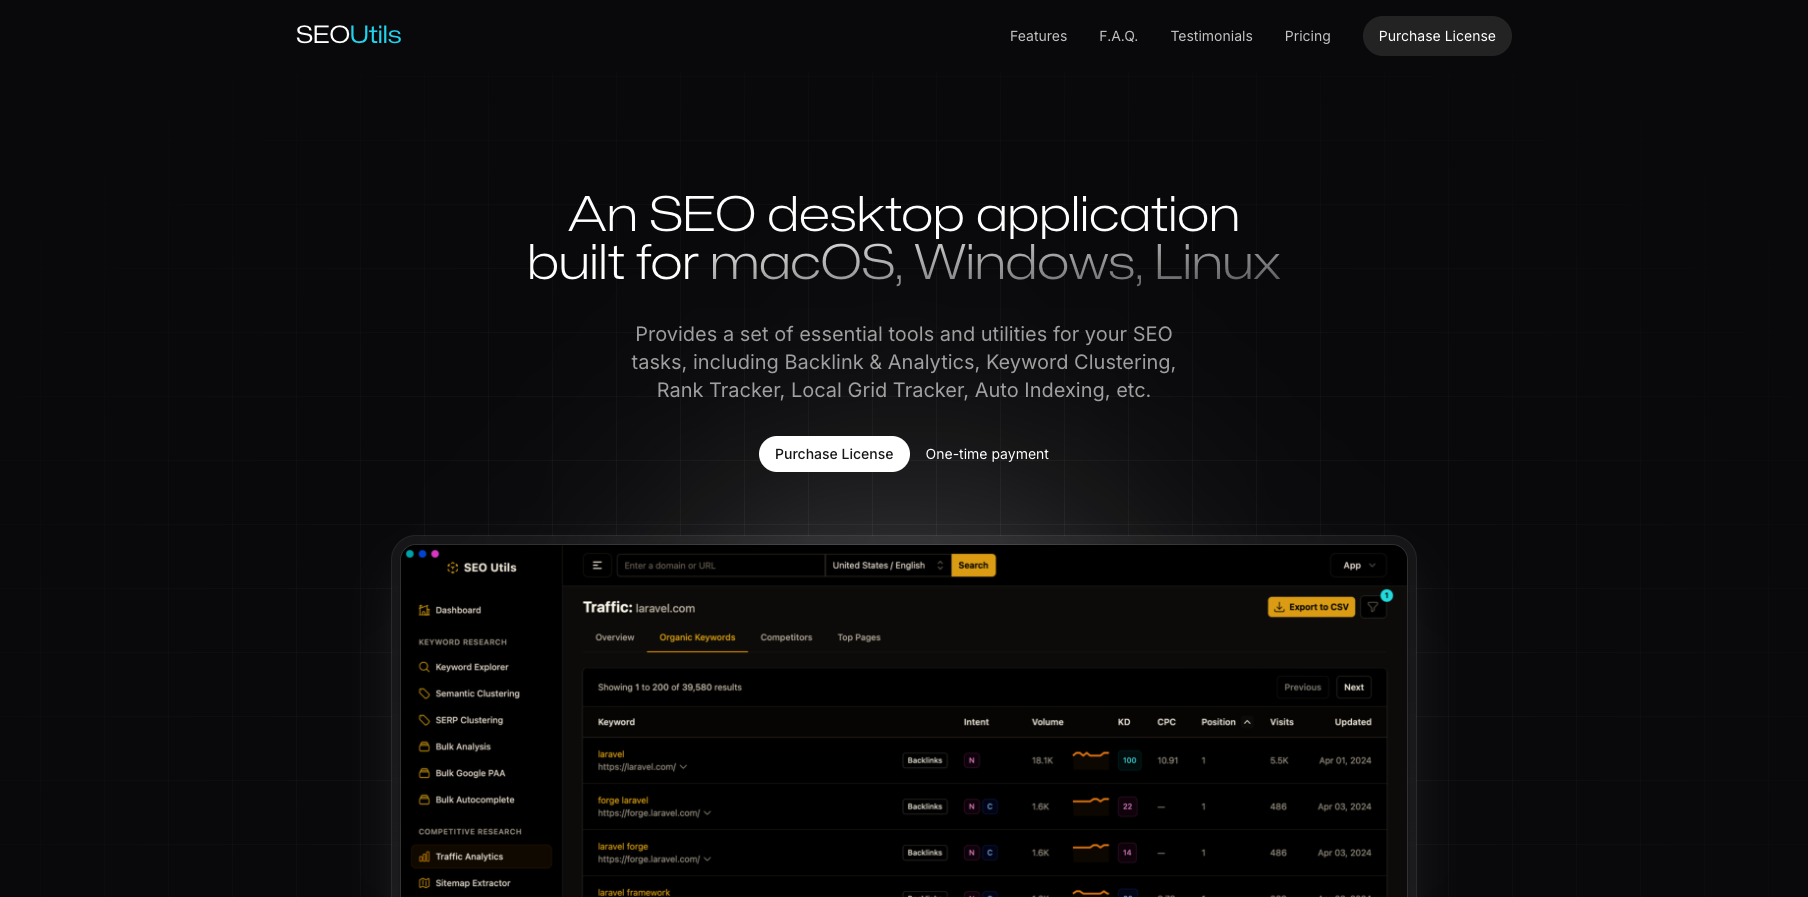 SEOUtils
Features F.A.Q. Testimonials Pricing Purchase License
An SEO desktop application
built for macOS, Windows, Linux
Provides a set of essential tools and utilities for your SEO
tasks, including Backlink & Analytics, Keyword Clustering,
Rank Tracker, Local Grid Tracker, Auto Indexing, etc.
Purchase License One-time payment
SEO Utils
Enter a domain or URL United States / English Search App
Dashboard
KEYWORD RESEARCH
Keyword Explorer
Semantic Clustering
SERP Clustering
Bulk Analysis
Bulk Google PAA
Bulk Autocomplete
COMPETITIVE RESEARCH
Traffic Analytics
Sitemap Extractor
Traffic: laravel.com
Export to CSV 1
Overview Organic Keywords Competitors Top Pages
Showing 1 to 200 of 39,580 results Previous Next
Keyword Intent Volume KD CPC Position Visits Updated
laravel
https://laravel.com/ Backlinks N 18.1K 100 10.91 1 5.5K Apr 01, 2024
forge laravel
https://forge.laravel.com/ Backlinks N C 1.6K 22 — 1 486 Apr 03, 2024
laravel forge
https://forge.laravel.com/ Backlinks N C 1.6K 14 — 1 486 Apr 03, 2024
laravel framework